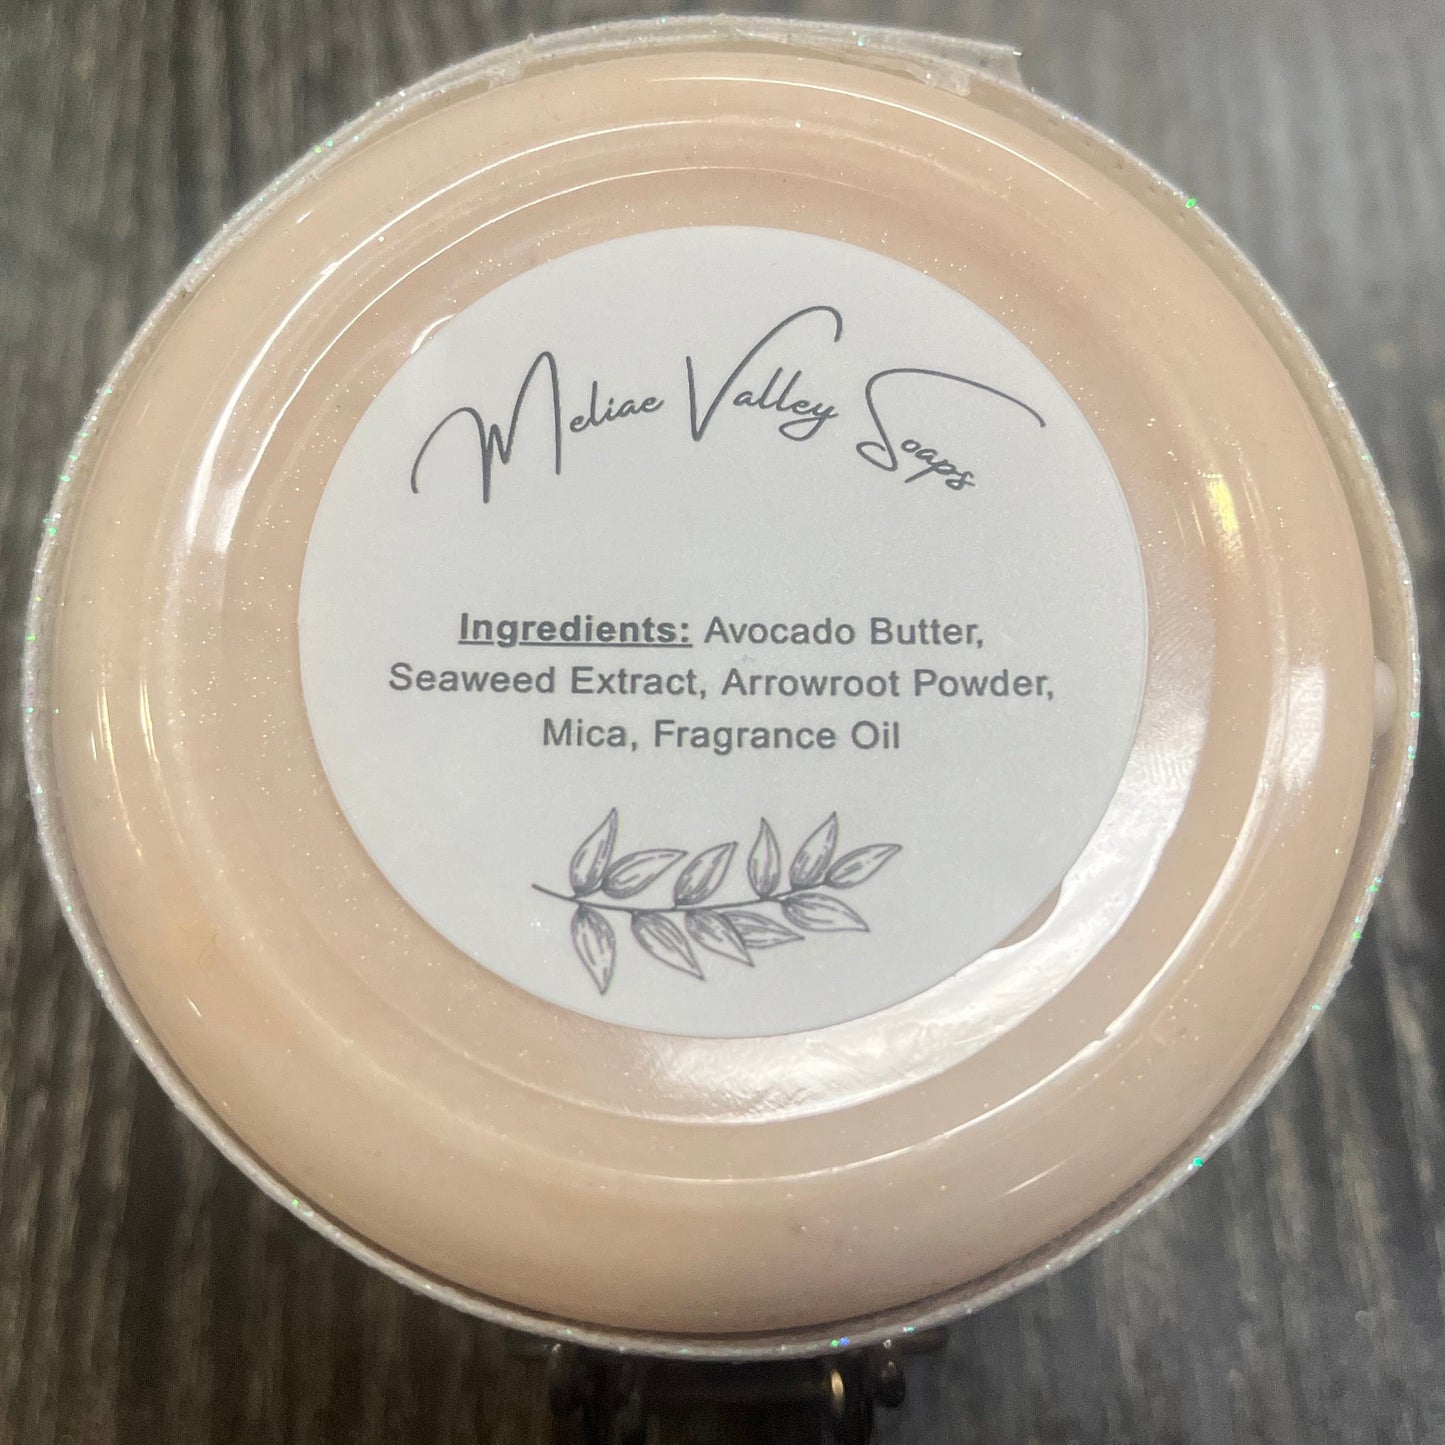 Meliae Valley Soaps
Ingredients: Avocado Butter,
Seaweed Extract, Arrowroot Powder,
Mica, Fragrance Oil